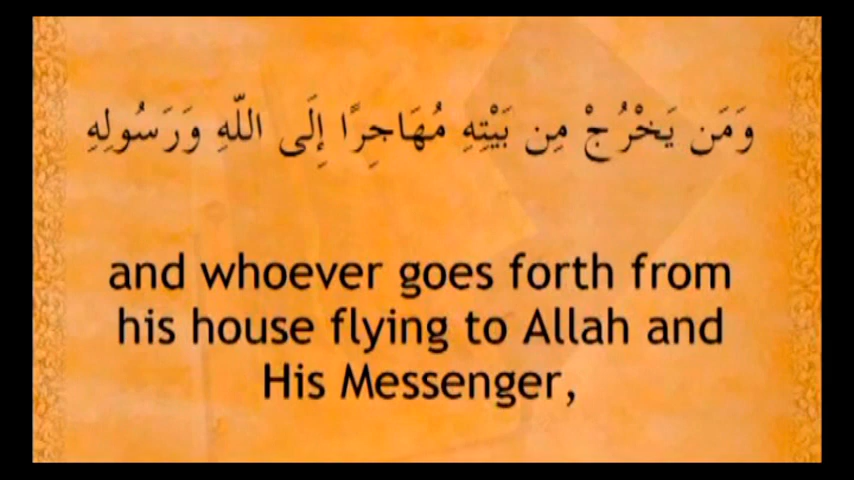 وَمَن يَخْرُجْ مِن بَيْتِهِ مُهَاجِرًا إِلَى اللَّهِ وَرَسُولِهِ
and whoever goes forth from
his house flying to Allah and
His Messenger,